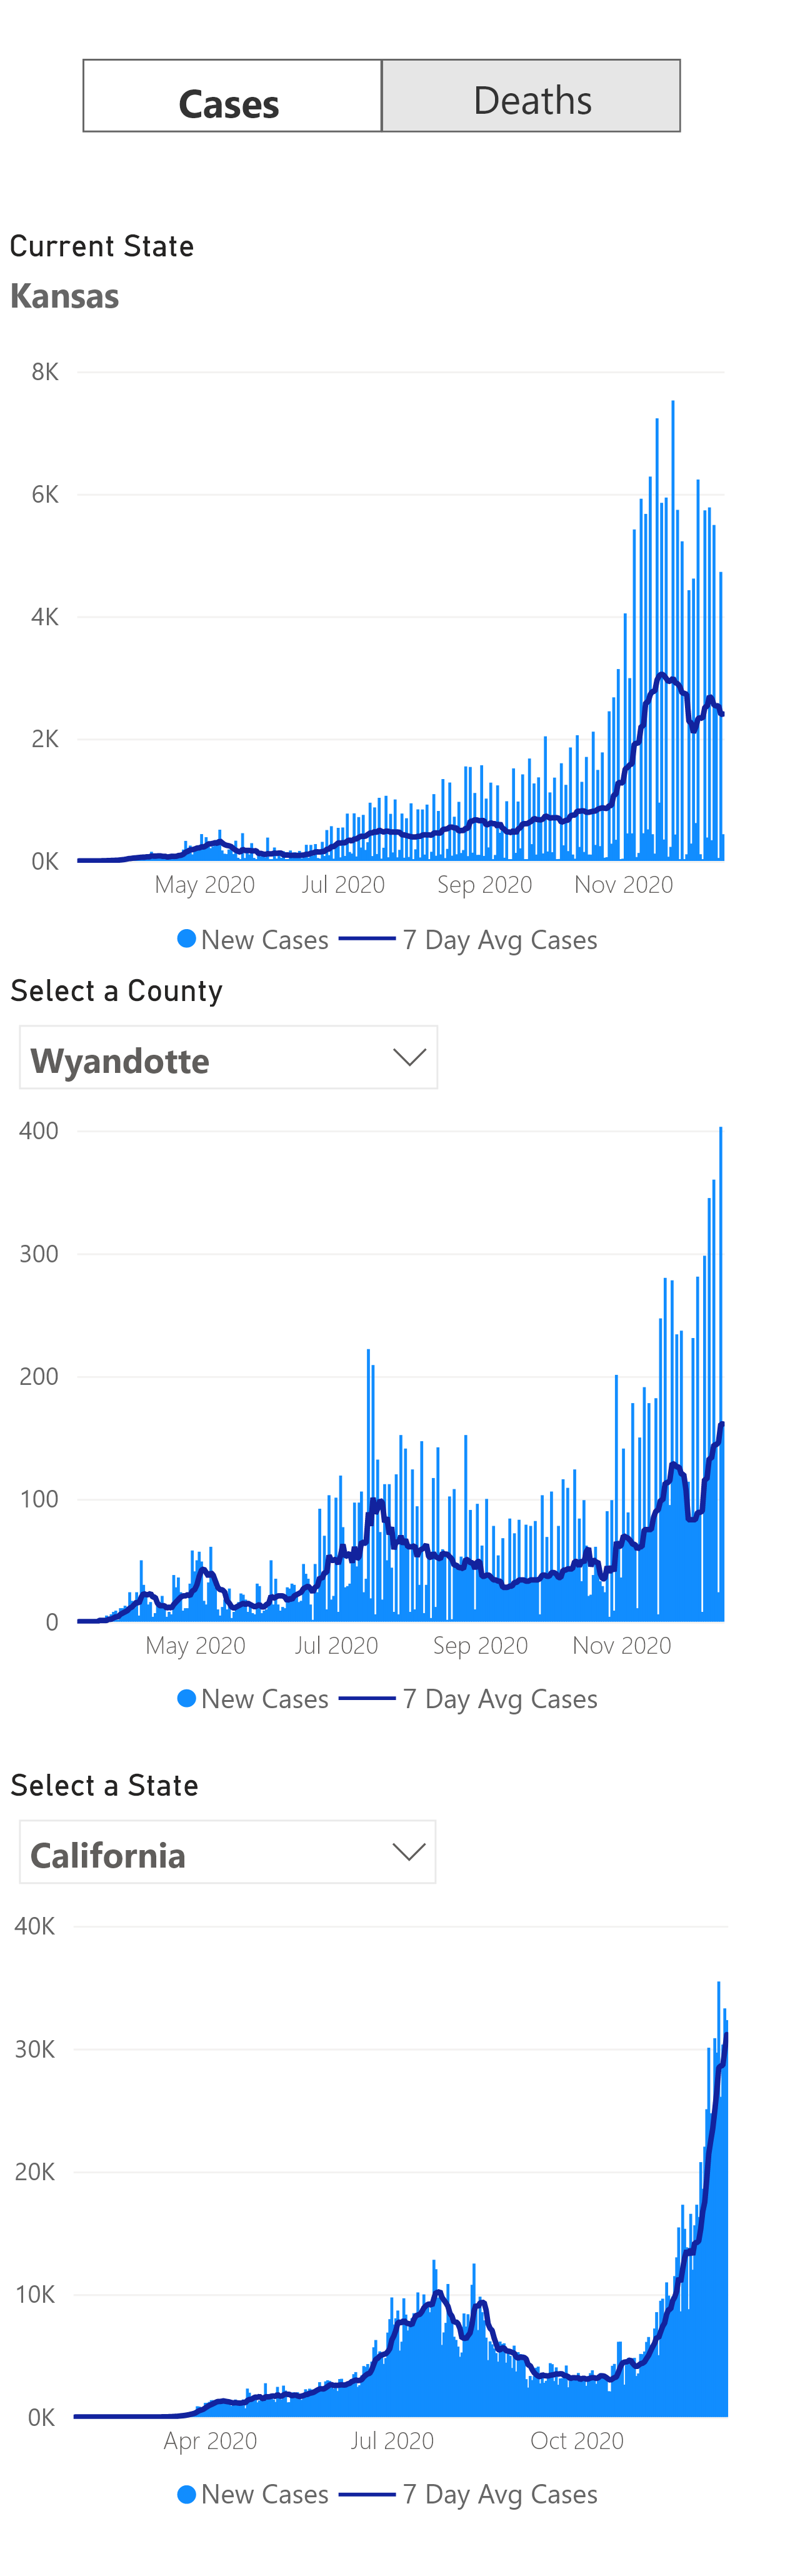 Cases Deaths
Current State
Kansas
8K
6K
4K
2K
0K
May 2020 Jul 2020 Sep 2020 Nov 2020
New Cases 7 Day Avg Cases
Select a County
Wyandotte
400
300
200
100
0
May 2020 Jul 2020 Sep 2020 Nov 2020
New Cases 7 Day Avg Cases
Select a State
California
40K
30K
20K
10K
0K
Apr 2020 Jul 2020 Oct 2020
New Cases 7 Day Avg Cases